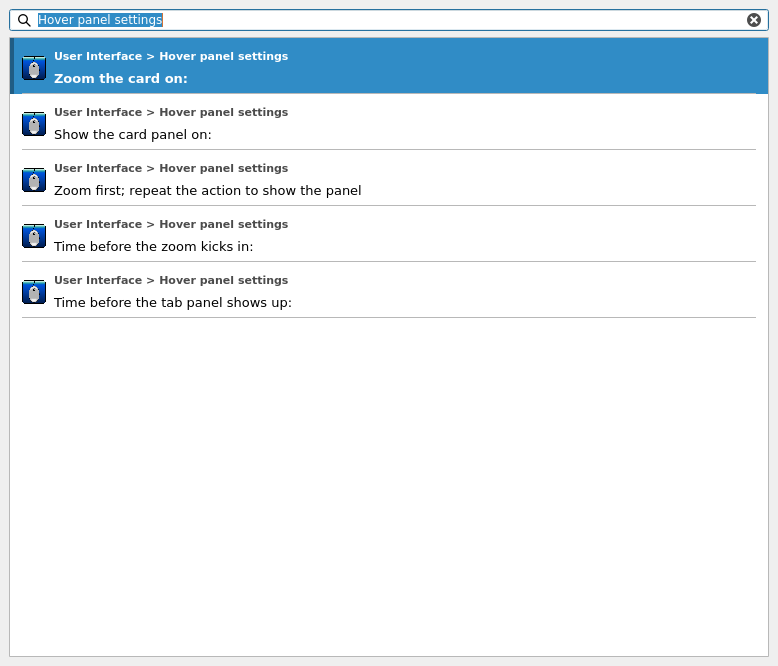 Hover panel settings
User Interface > Hover panel settings
Zoom the card on:
User Interface > Hover panel settings
Show the card panel on:
User Interface > Hover panel settings
Zoom first; repeat the action to show the panel
User Interface > Hover panel settings
Time before the zoom kicks in:
User Interface > Hover panel settings
Time before the tab panel shows up: